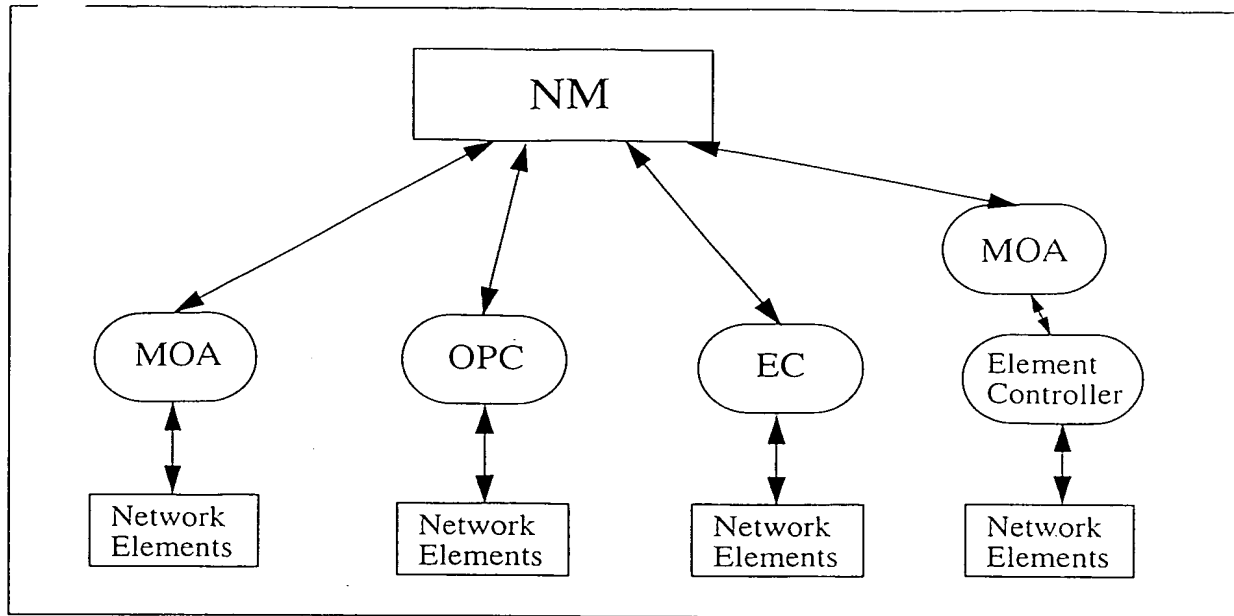 NM
MOA
MOA
OPC
EC
Element
Controller
Network
Elements
Network
Elements
Network
Elements
Network
Elements